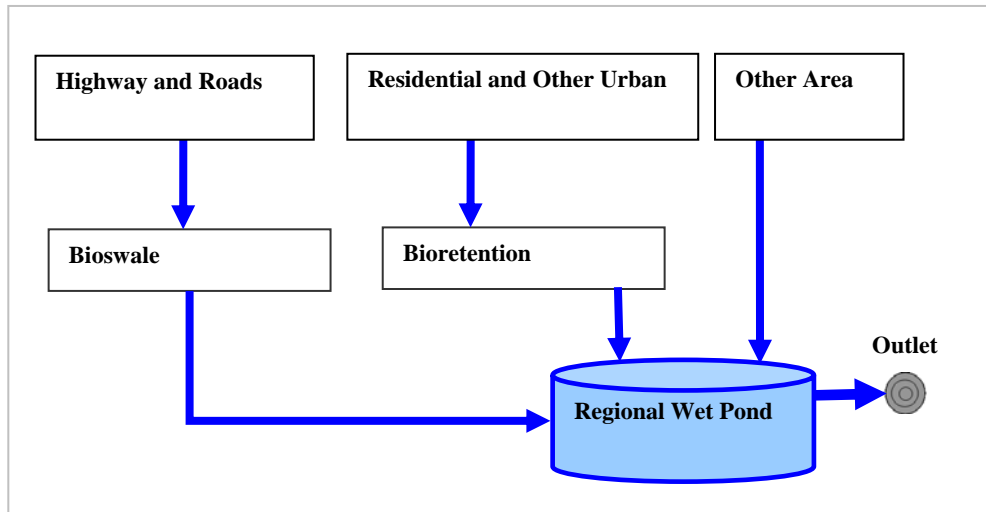 Highway and Roads
Residential and Other Urban
Other Area
Bioswale
Bioretention
Outlet
Regional Wet Pond